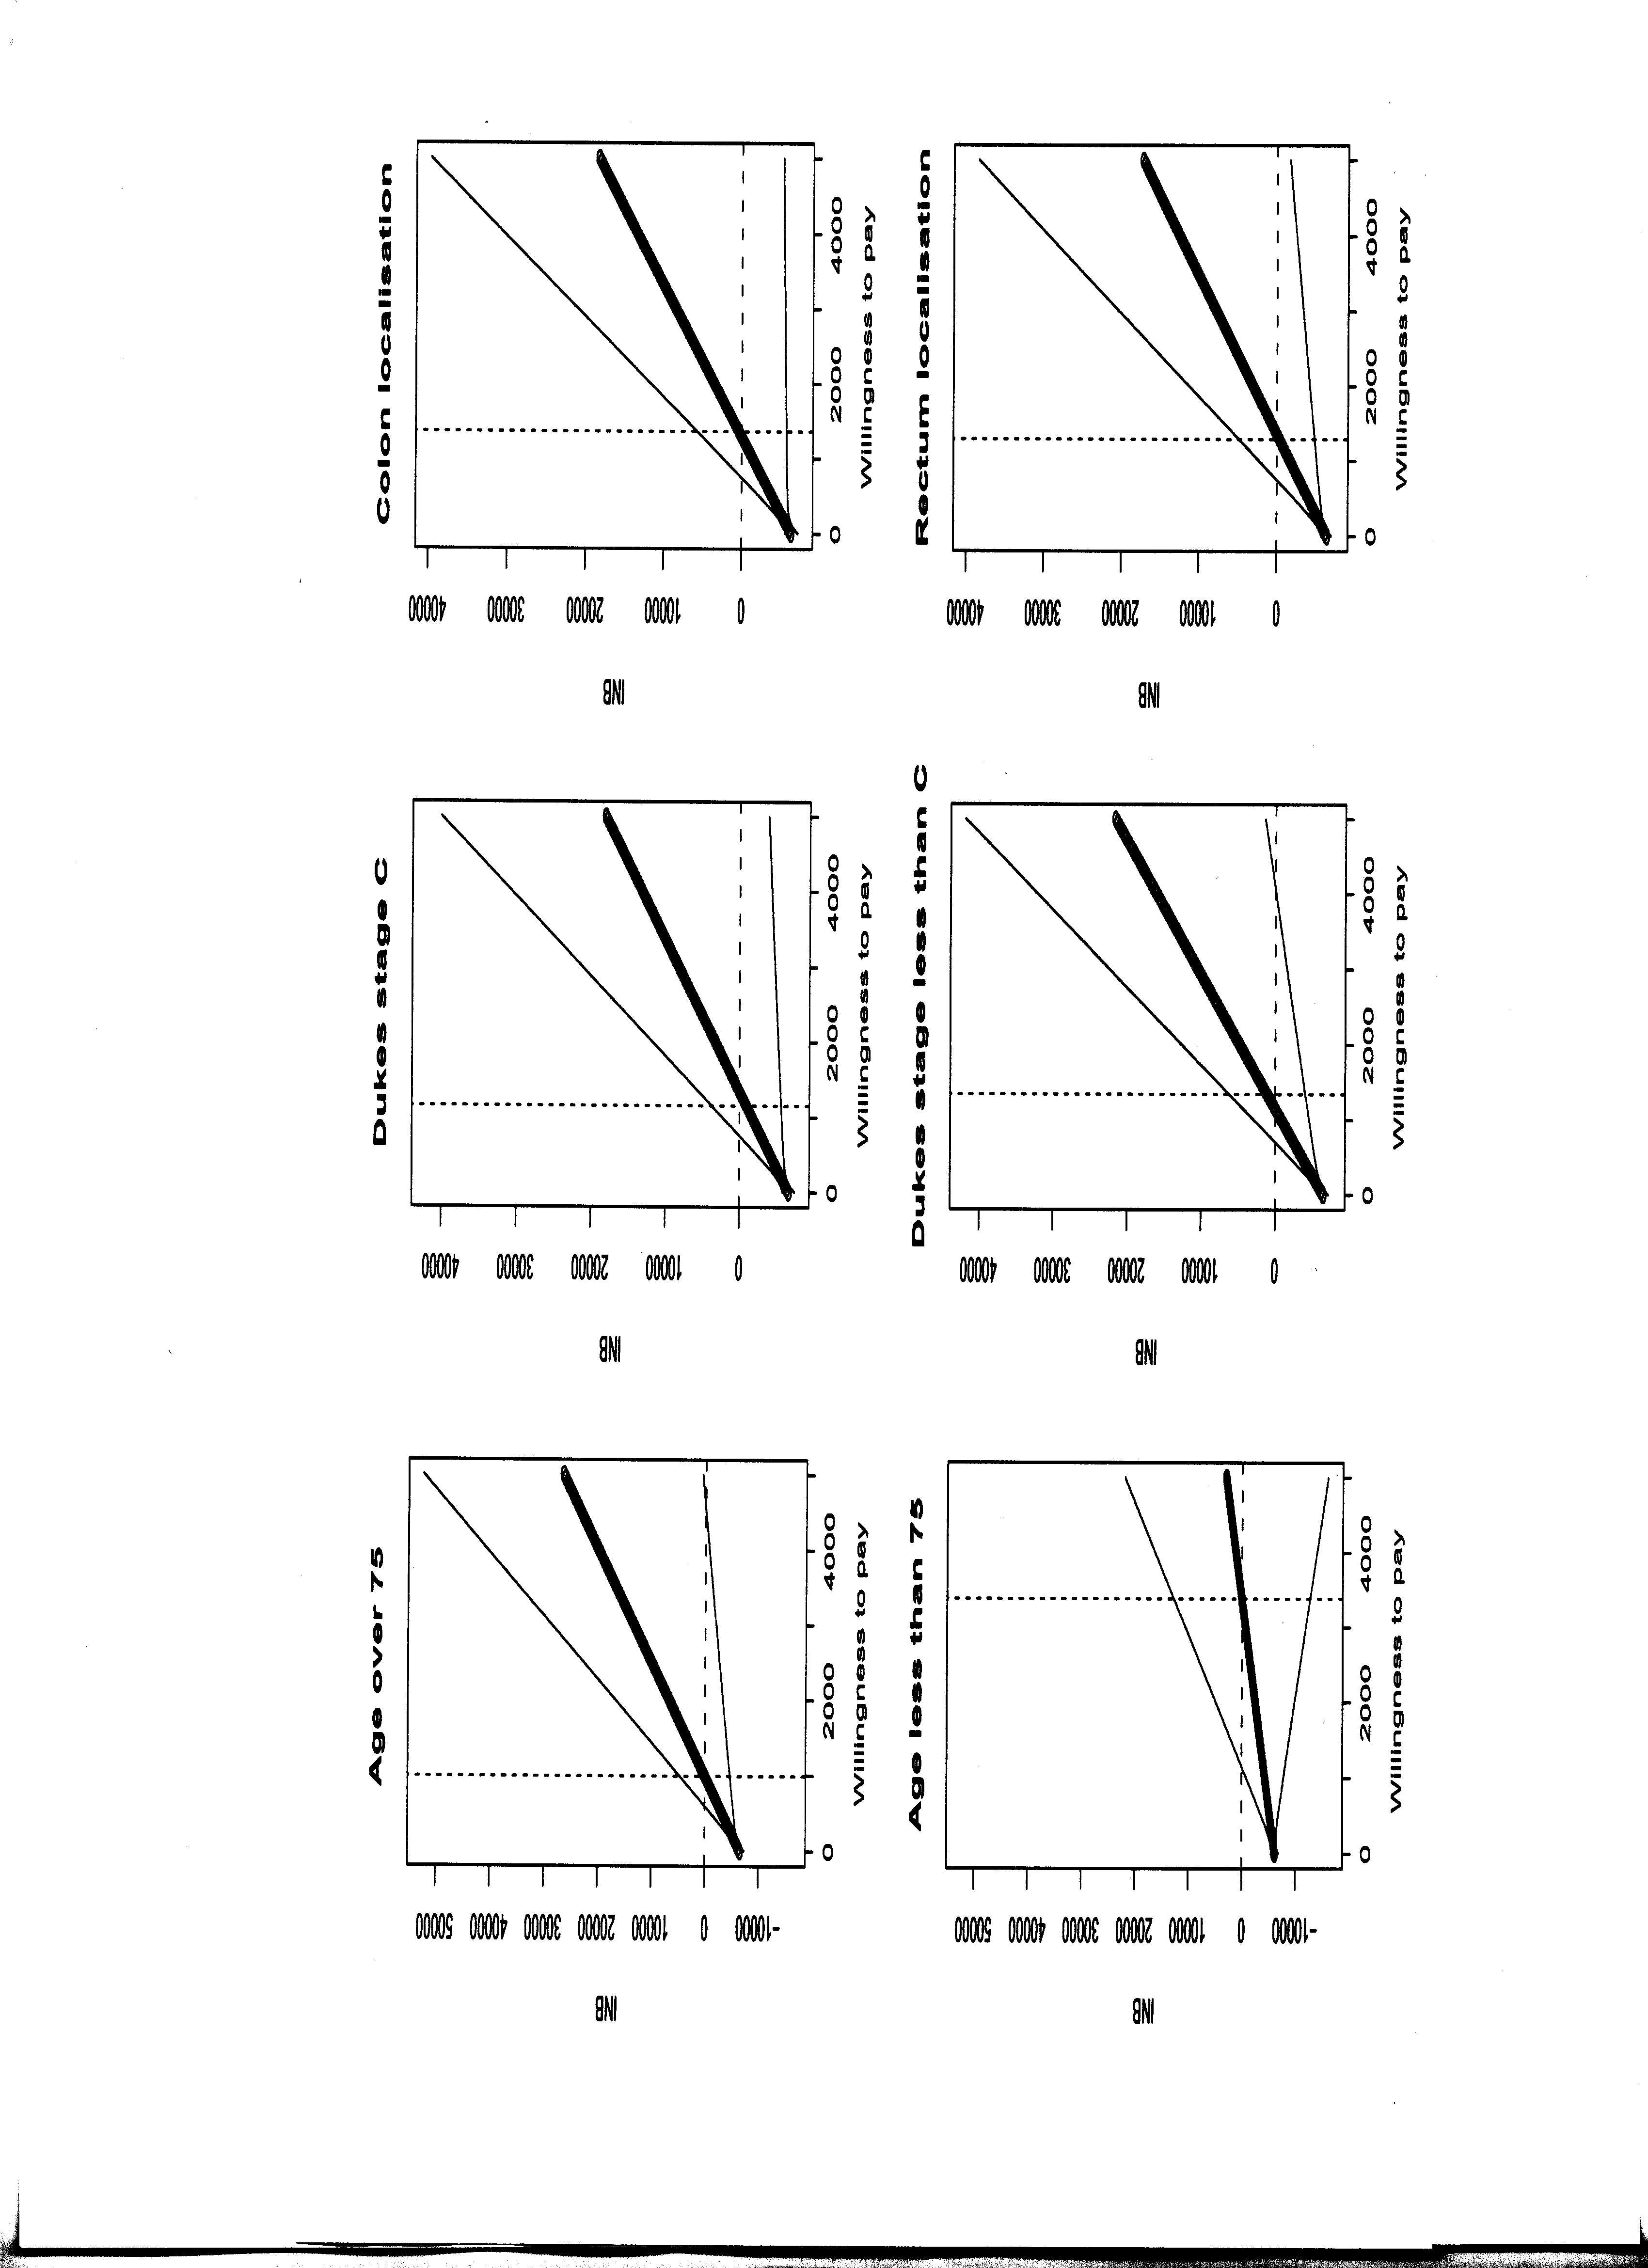 Age over 75
INB
50000
40000
30000
20000
10000
0
-10000
0 2000 4000
Willingness to pay
Dukes stage C
INB
40000
30000
20000
10000
0
0 2000 4000
Willingness to pay
Colon localisation
INB
40000
30000
20000
10000
0
0 2000 4000
Willingness to pay
Age less than 75
INB
50000
40000
30000
20000
10000
0
-10000
0 2000 4000
Willingness to pay
Dukes stage less than C
INB
40000
30000
20000
10000
0
0 2000 4000
Willingness to pay
Rectum localisation
INB
40000
30000
20000
10000
0
0 2000 4000
Willingness to pay